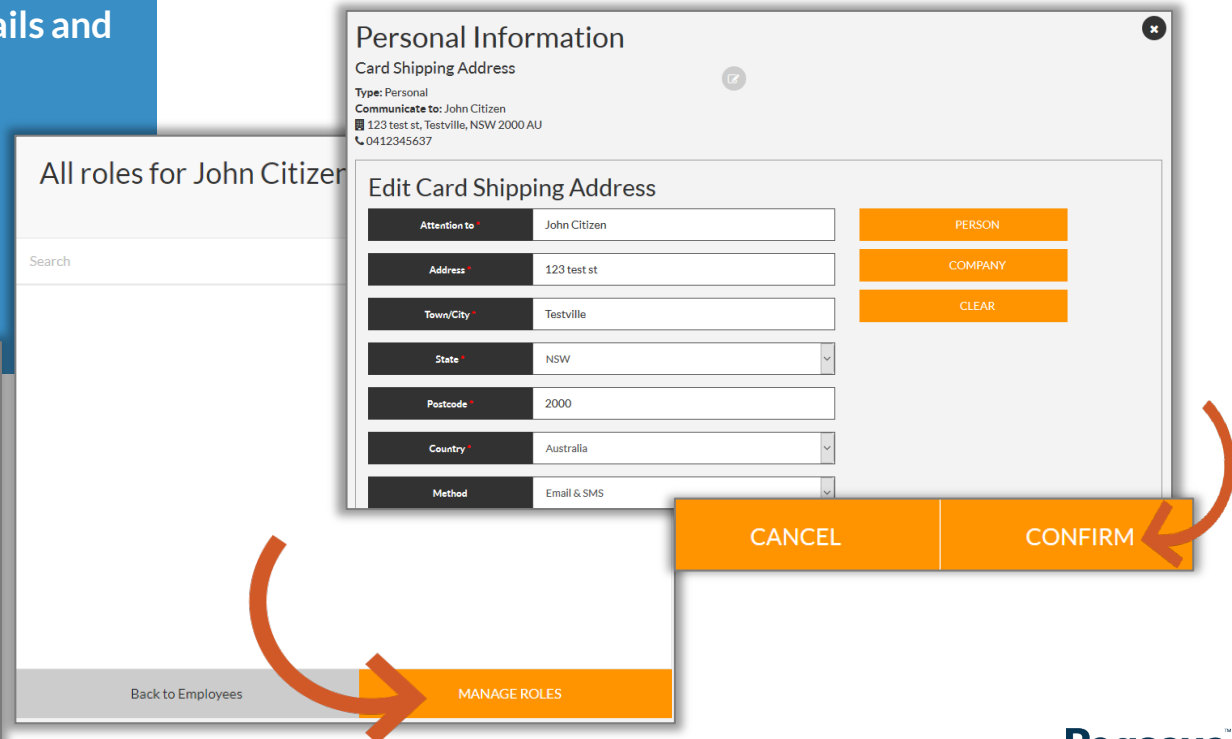 ails and
Personal Information
Card Shipping Address
Type: Personal
Communicate to: John Citizen
123 test st, Testville, NSW 2000 AU
0412345637
All roles for John Citizen
Search
Edit Card Shipping Address
Attention to * John Citizen PERSON
Address * 123 test st COMPANY
Town/City * Testville CLEAR
State * NSW
Postcode * 2000
Country * Australia
Method Email & SMS
CANCEL CONFIRM
Back to Employees MANAGE ROLES
Pegasus